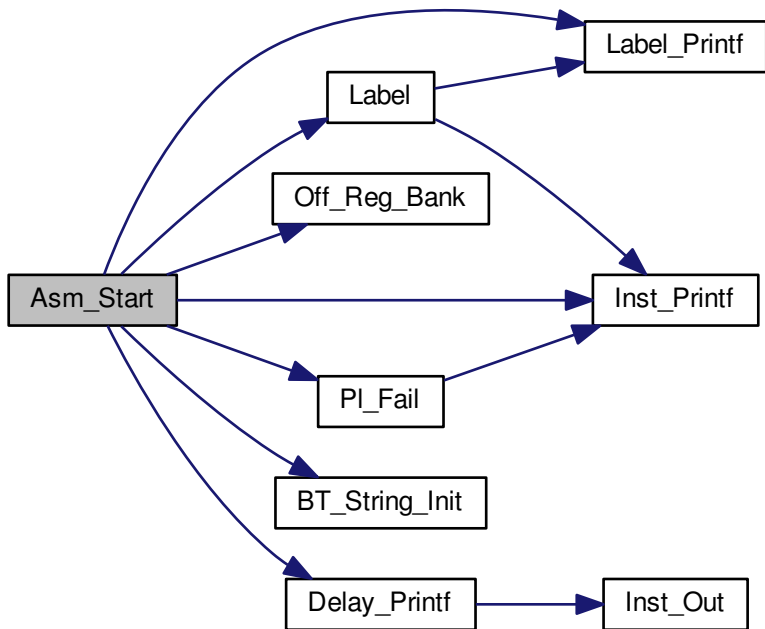 Label_Printf
Label
Off_Reg_Bank
Asm_Start
Inst_Printf
Pl_Fail
BT_String_Init
Delay_Printf
Inst_Out